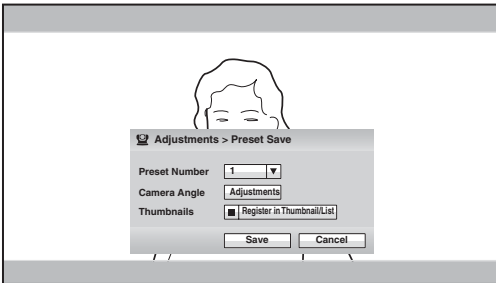 Adjustments > Preset Save
Preset Number 1
Camera Angle Adjustments
Thumbnails Register in Thumbnail/List
Save Cancel